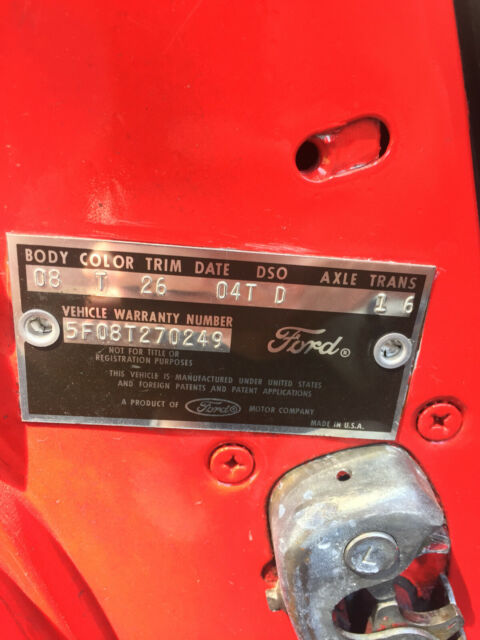 BODY COLOR TRIM DATE DSO AXLE TRANS
08 T 26 04T D 1 6
VEHICLE WARRANTY NUMBER
5F08T270249
Ford®
NOT FOR TITLE OR
REGISTRATION PURPOSES
THIS VEHICLE IS MANUFACTURED UNDER UNITED STATES
AND FOREIGN PATENTS AND PATENT APPLICATIONS
A PRODUCT OF Ford® MOTOR COMPANY
MADE IN U.S.A.